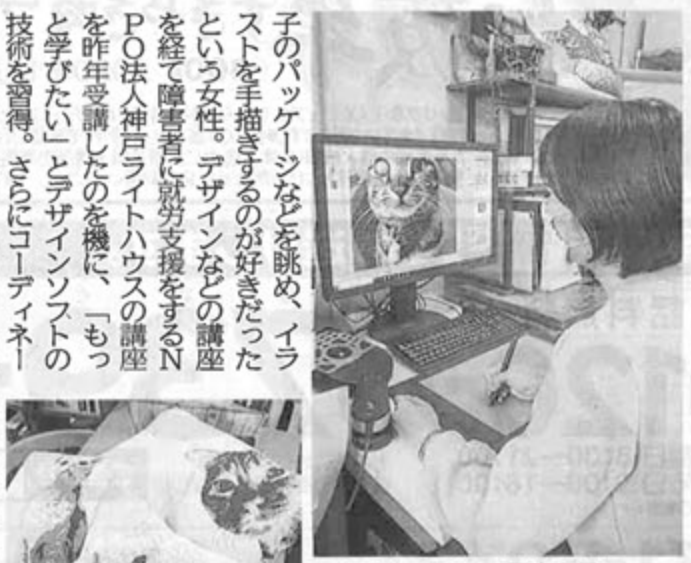 子のパッケージなどを眺め、イラ
ストを手描きするのが好きだった
という女性。デザインなどの講座
を経て障害者に就労支援をするN
PO法人神戸ライトハウスの講座
を昨年受講したのを機に、「もっ
と学びたい」とデザインソフトの
技術を習得。さらにコーディネー